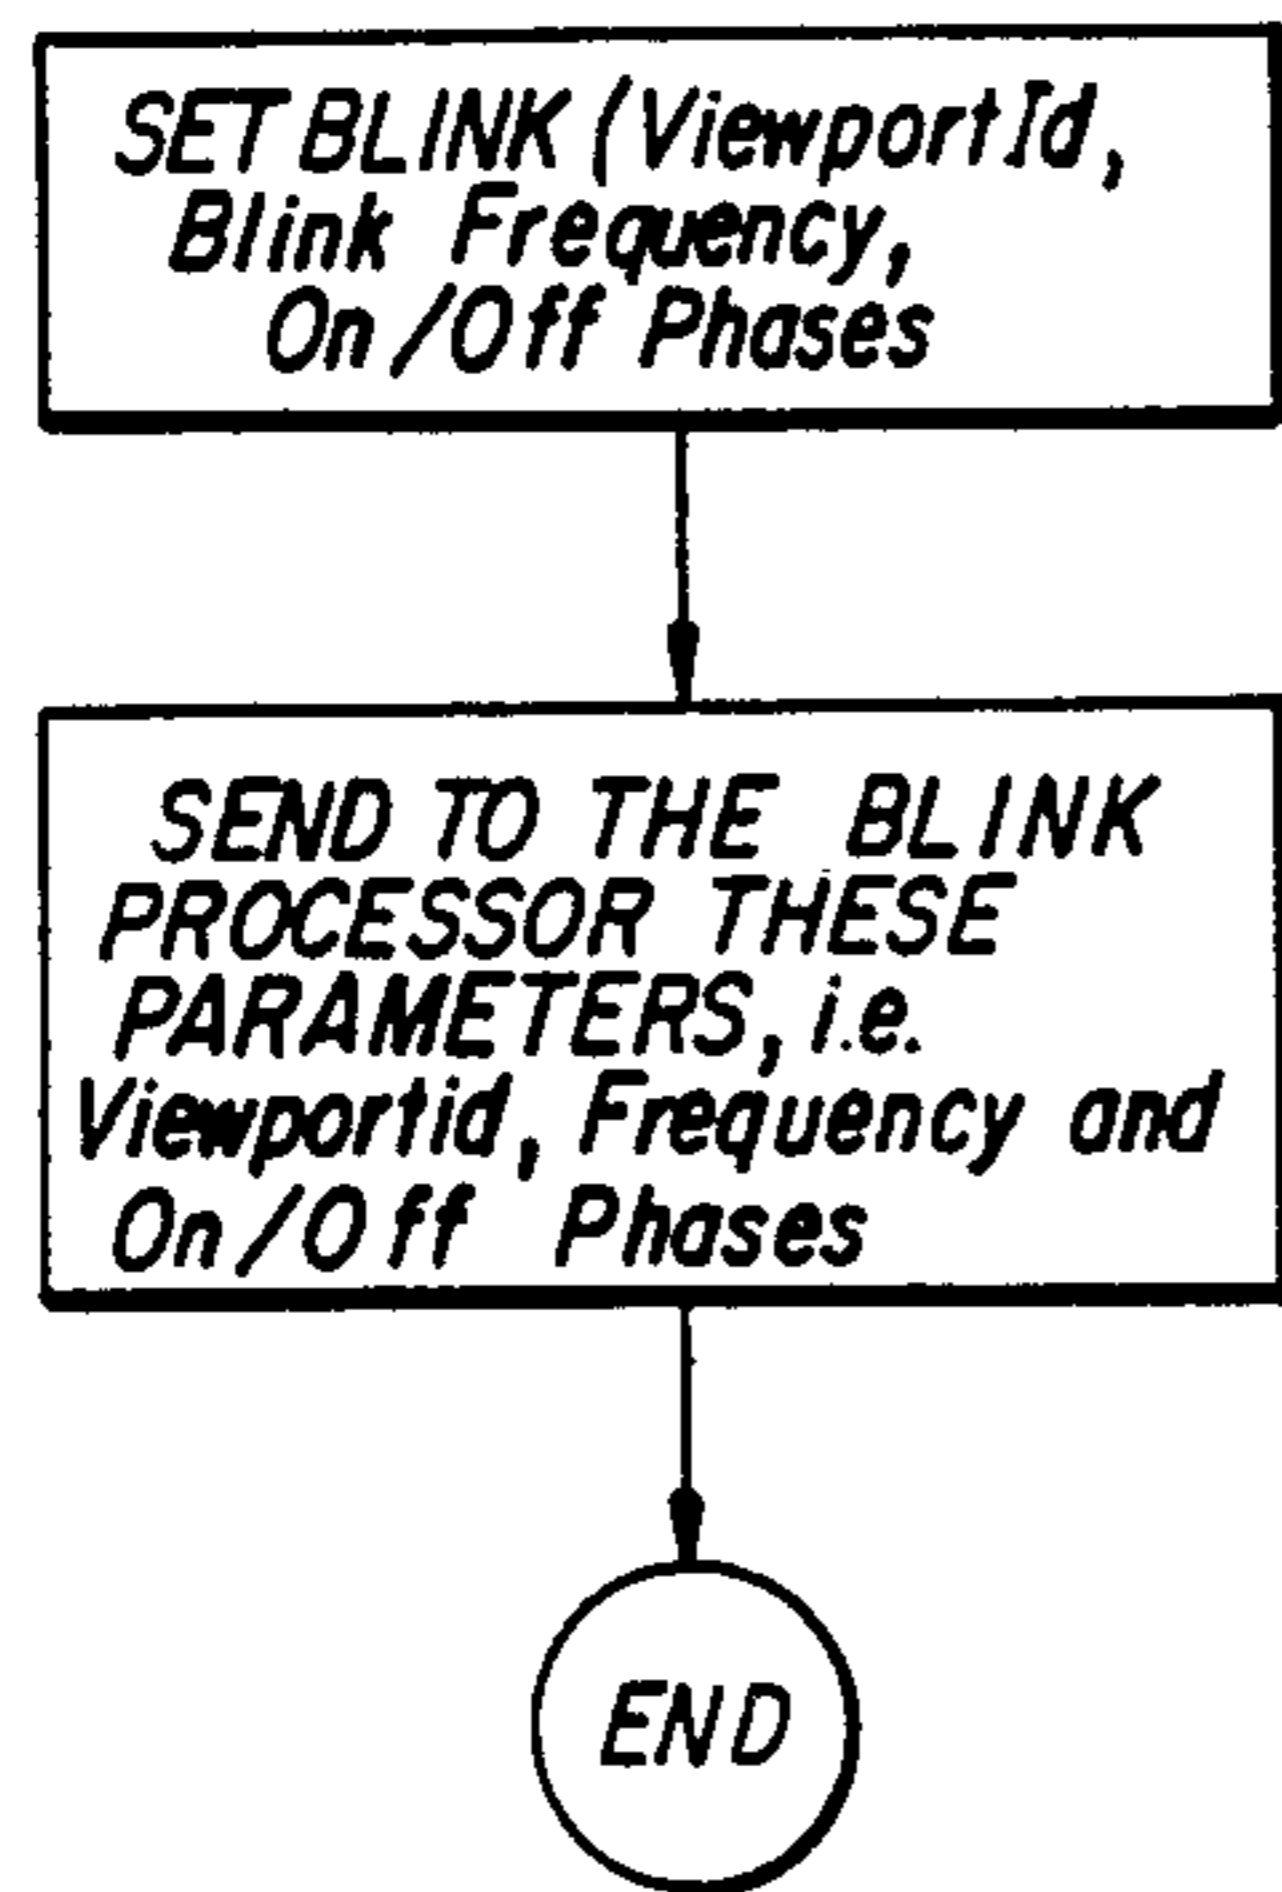 SET BLINK (ViewportId,
Blink Frequency,
On/Off Phases
SEND TO THE BLINK
PROCESSOR THESE
PARAMETERS, i.e.
Viewportid, Frequency and
On/Off Phases
END